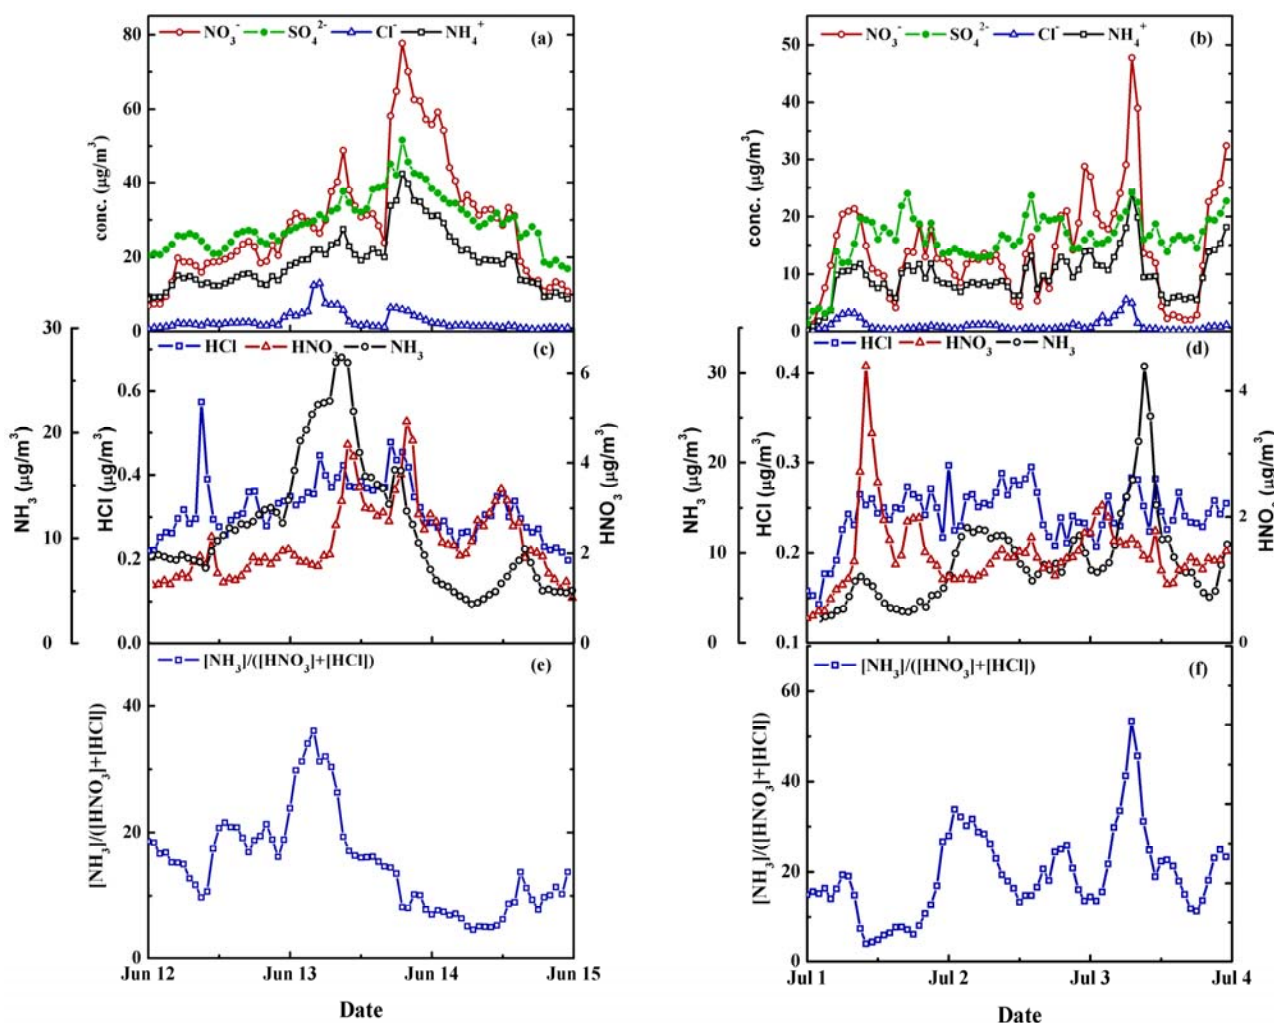 NO₃⁻ SO₄²⁻ Cl⁻ NH₄⁺ (a)
80
60
40
20
0
conc. (μg/m³)
NO₃⁻ SO₄²⁻ Cl⁻ NH₄⁺ (b)
50
40
30
20
10
0
conc. (μg/m³)
HCl HNO₃ NH₃ (c)
30
20
10
0
NH₃ (μg/m³)
0.6
0.4
0.2
0.0
HCl (μg/m³)
6
4
2
0
HNO₃ (μg/m³)
HCl HNO₃ NH₃ (d)
30
20
10
0
NH₃ (μg/m³)
0.4
0.3
0.2
0.1
HCl (μg/m³)
4
2
0
HNO₃ (μg/m³)
[NH₃]/([HNO₃]+[HCl]) (e)
40
20
0
[NH₃]/([HNO₃]+[HCl])
Jun 12 Jun 13 Jun 14 Jun 15
Date
[NH₃]/([HNO₃]+[HCl]) (f)
60
40
20
0
[NH₃]/([HNO₃]+[HCl])
Jul 1 Jul 2 Jul 3 Jul 4
Date